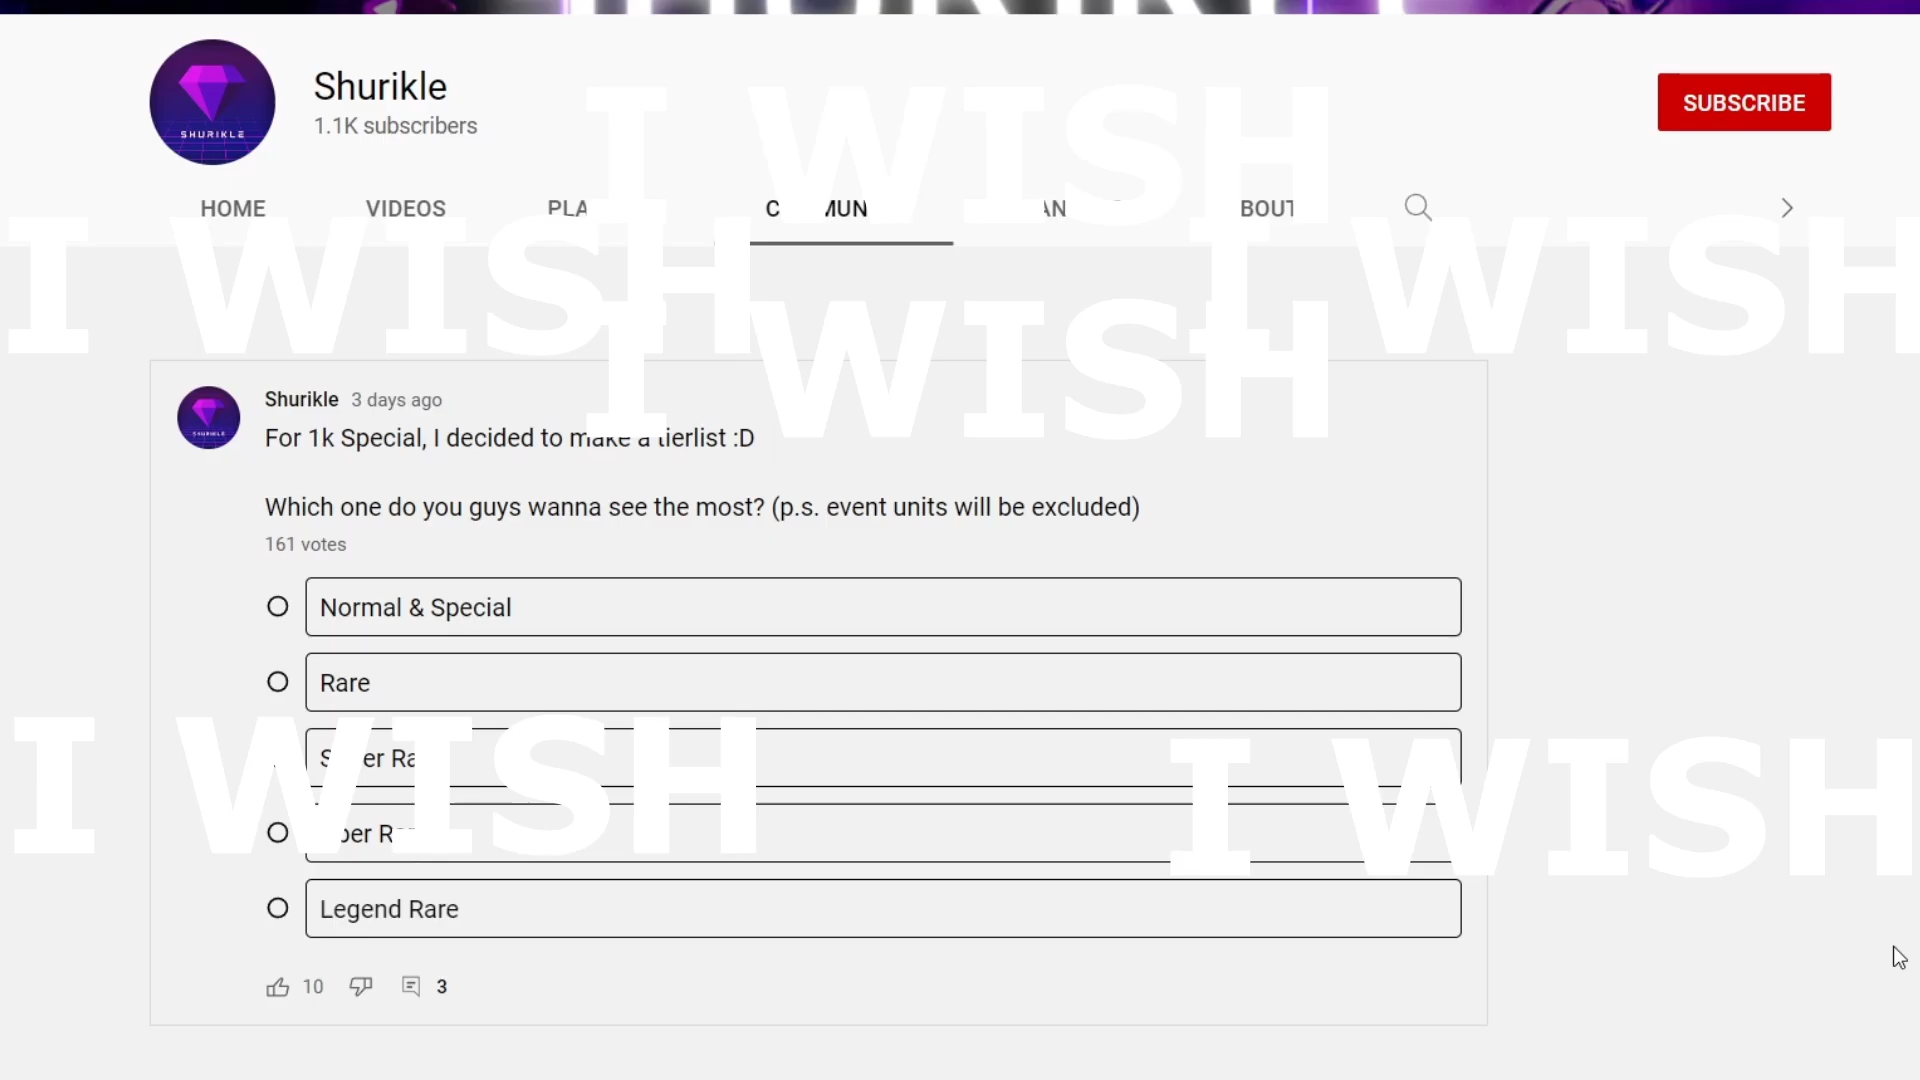 Shurikle
1.1K subscribers
SUBSCRIBE
SHURIKLE
I WISH
HOME VIDEOS
I WISH
I WISH
I WISH
Shurikle 3 days ago
For 1k Special, I decided to make a tierlist :D
Which one do you guys wanna see the most? (p.s. event units will be excluded)
161 votes
Normal & Special
Rare
I WISH
I WISH
Legend Rare
10 3